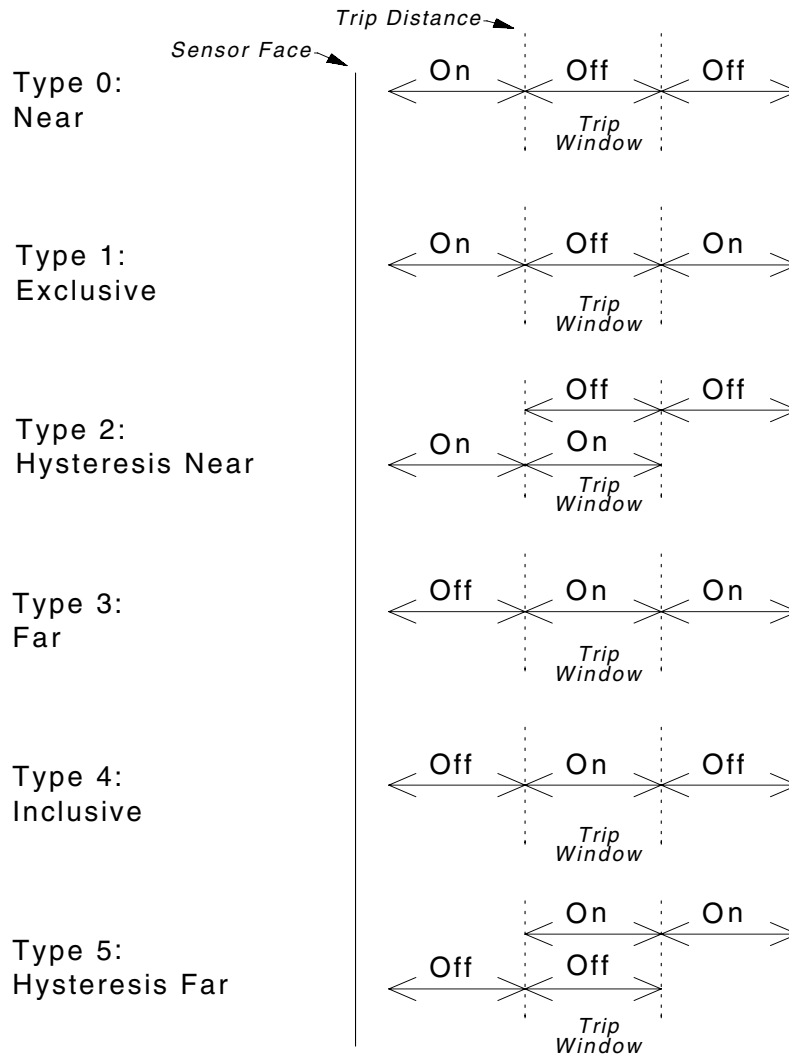 Trip Distance
Sensor Face
Type 0:
Near
On Off Off
Trip
Window
Type 1:
Exclusive
On Off On
Trip
Window
Type 2:
Hysteresis Near
Off Off
On On
Trip
Window
Type 3:
Far
Off On On
Trip
Window
Type 4:
Inclusive
Off On Off
Trip
Window
Type 5:
Hysteresis Far
On On
Off Off
Trip
Window